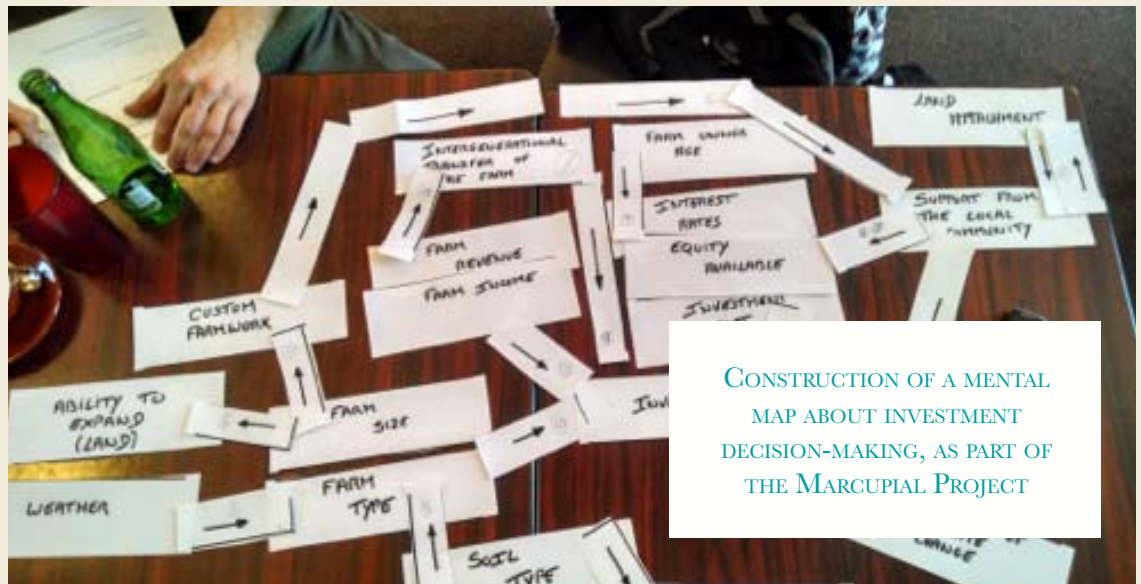 LAND
ATTACHMENT
INTERGENERATIONAL
TRANSFER OF
THE FARM
FARM OWNER
AGE
INTEREST
RATES
SUPPORT FROM
THE LOCAL
COMMUNITY
FARM
REVENUE
EQUITY
AVAILABLE
FARM INCOME
INVESTMENT
CUSTOM
FARMWORK
ABILITY TO
EXPAND
(LAND)
FARM
SIZE
WEATHER
FARM
TYPE
SOIL
TYPE
CHANGE
CONSTRUCTION OF A MENTAL
MAP ABOUT INVESTMENT
DECISION-MAKING, AS PART OF
THE MARCUPIAL PROJECT